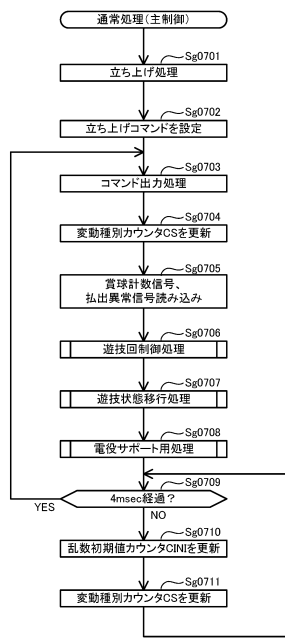 通常処理(主制御)
Sg0701
立ち上げ処理
Sg0702
立ち上げコマンドを設定
Sg0703
コマンド出力処理
Sg0704
変動種別カウンタCSを更新
Sg0705
賞球計数信号、
払出異常信号読み込み
Sg0706
遊技回制御処理
Sg0707
遊技状態移行処理
Sg0708
電役サポート用処理
Sg0709
4msec経過?
YES
NO
Sg0710
乱数初期値カウンタCINIを更新
Sg0711
変動種別カウンタCSを更新